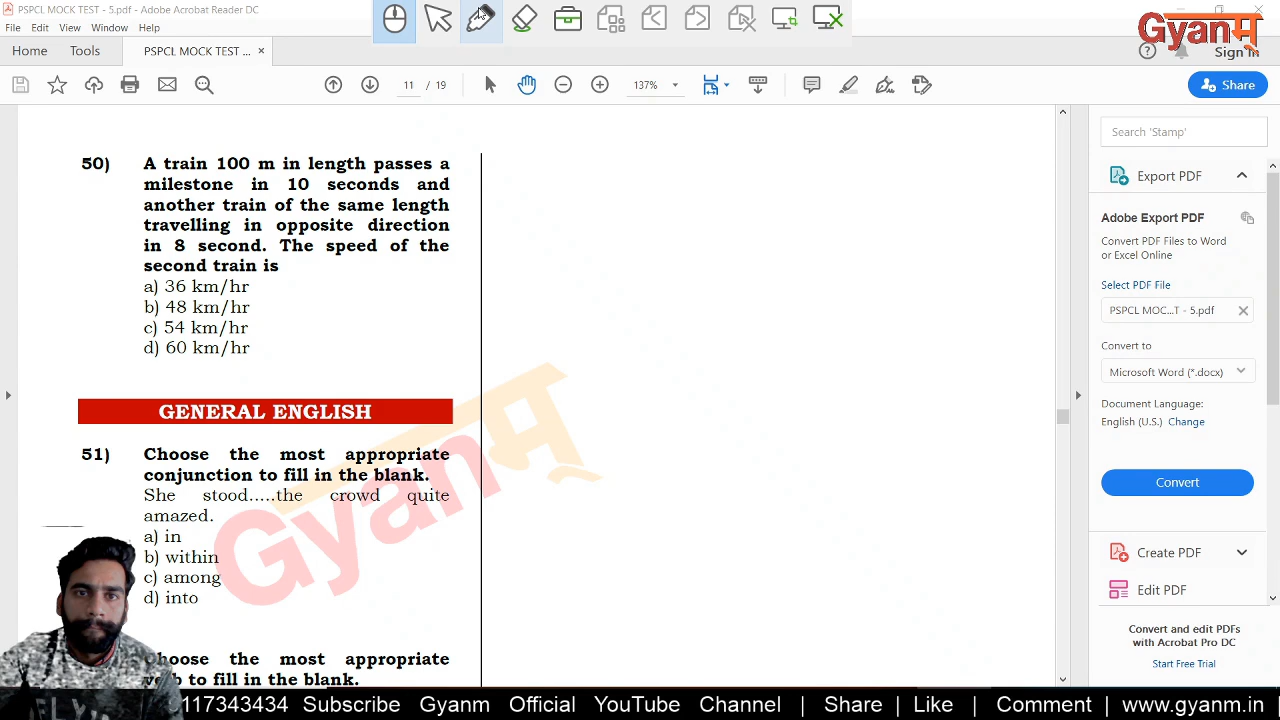 PSPCL MOCK TEST - 5.pdf - Adobe Acrobat Reader DC
Gyanम्
File Edit View Window Help
Home Tools PSPCL MOCK TEST ... × Sign In
11 / 19 137% Share
50) A train 100 m in length passes a
milestone in 10 seconds and
another train of the same length
travelling in opposite direction
in 8 second. The speed of the
second train is
a) 36 km/hr
b) 48 km/hr
c) 54 km/hr
d) 60 km/hr
GENERAL ENGLISH
51) Choose the most appropriate
conjunction to fill in the blank.
She stood.....the crowd quite
amazed.
a) in
b) within
c) among
d) into
Choose the most appropriate
verb to fill in the blank.
Gyanम्
Search 'Stamp'
Export PDF
Adobe Export PDF
Convert PDF Files to Word
or Excel Online
Select PDF File
PSPCL MOC...T - 5.pdf
Convert to
Microsoft Word (*.docx)
Document Language:
English (U.S.) Change
Convert
Create PDF
Edit PDF
Convert and edit PDFs
with Acrobat Pro DC
Start Free Trial
117343434 Subscribe Gyanm Official YouTube Channel | Share | Like | Comment | www.gyanm.in